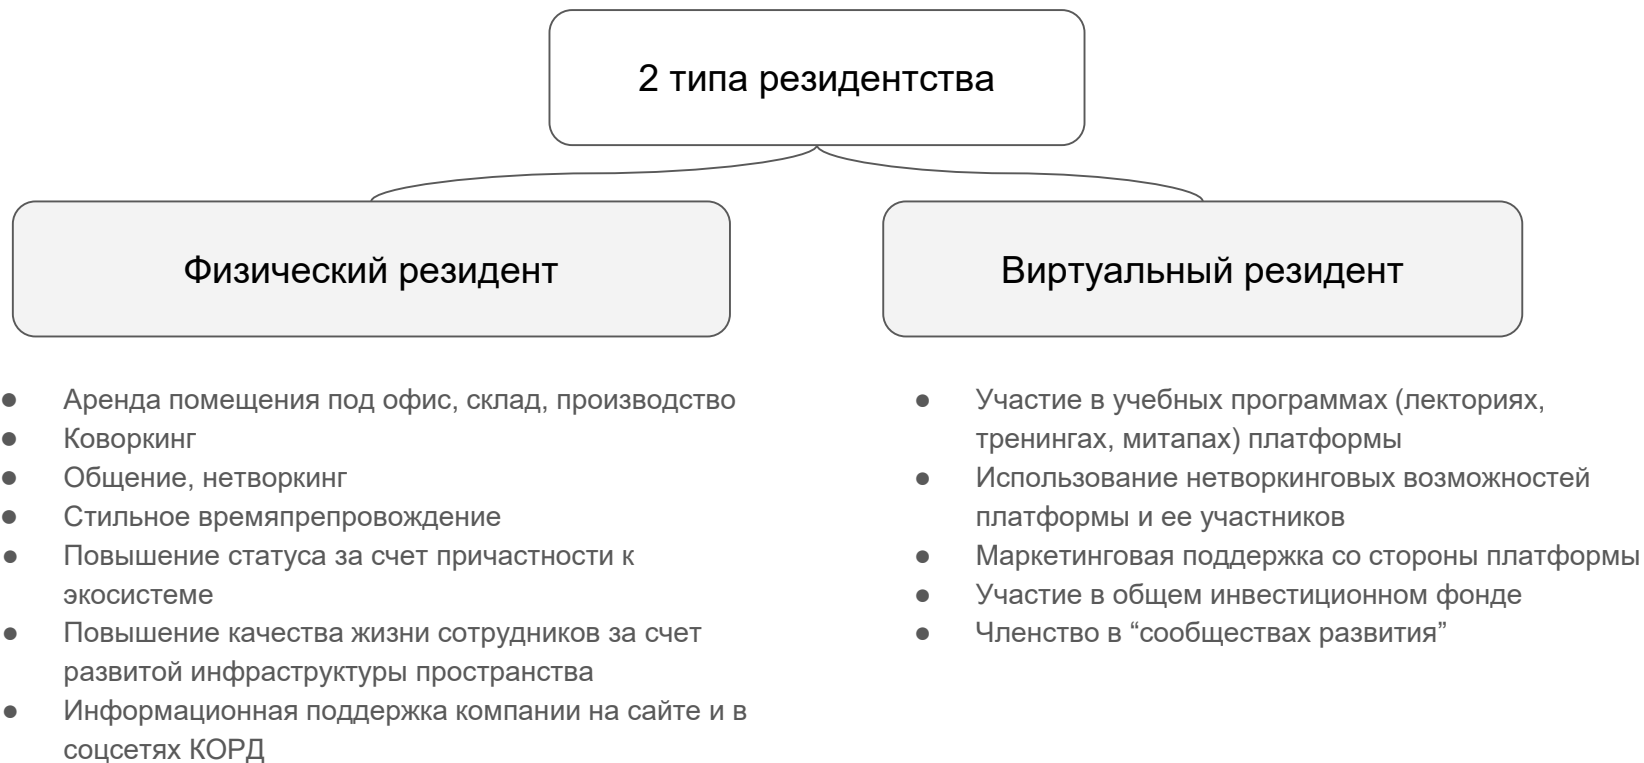 2 типа резидентства
Физический резидент
● Аренда помещения под офис, склад, производство
● Коворкинг
● Общение, нетворкинг
● Стильное времяпрепровождение
● Повышение статуса за счет причастности к
экосистеме
● Повышение качества жизни сотрудников за счет
развитой инфраструктуры пространства
● Информационная поддержка компании на сайте и в
соцсетях КОРД
Виртуальный резидент
● Участие в учебных программах (лекториях,
тренингах, митапах) платформы
● Использование нетворкинговых возможностей
платформы и ее участников
● Маркетинговая поддержка со стороны платформы
● Участие в общем инвестиционном фонде
● Членство в “сообществах развития”